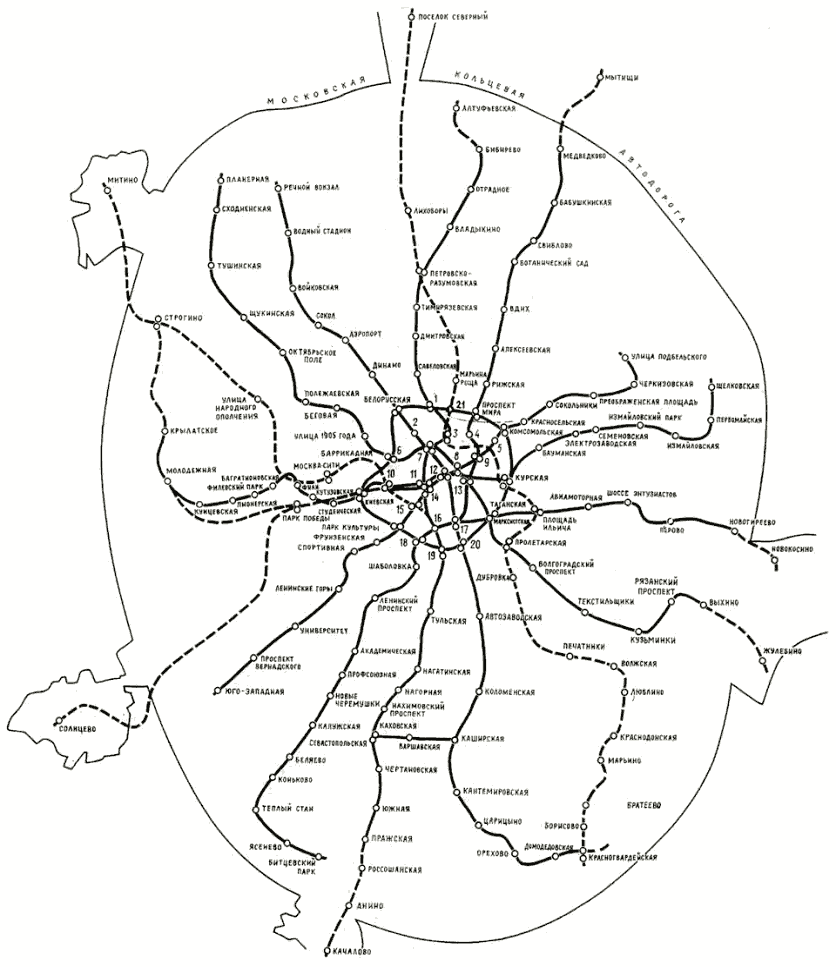 ПОСЕЛОК СЕВЕРНЫЙ
МОСКОВСКАЯ
КОЛЬЦЕВАЯ
АВТОДОРОГА
МЫТИЩИ
АЛТУФЬЕВСКАЯ
БИБИРЕВО
МЕДВЕДКОВО
МИТИНО
ПЛАНЕРНАЯ
РЕЧНОЙ ВОКЗАЛ
ОТРАДНОЕ
БАБУШКИНСКАЯ
СХОДНЕНСКАЯ
ЛИХОБОРЫ
ВОДНЫЙ СТАДИОН
ВЛАДЫКИНО
СВИБЛОВО
БОТАНИЧЕСКИЙ САД
ТУШИНСКАЯ
ПЕТРОВСКО-
РАЗУМОВСКАЯ
ВОЙКОВСКАЯ
ТИМИРЯЗЕВСКАЯ
ВДНХ
СТРОГИНО
ЩУКИНСКАЯ
СОКОЛ
АЭРОПОРТ
ДМИТРОВСКАЯ
АЛЕКСЕЕВСКАЯ
ОКТЯБРЬСКОЕ
ПОЛЕ
УЛИЦА ПОДБЕЛЬСКОГО
ДИНАМО
САВЕЛОВСКАЯ
МАРЬИНА
РОЩА
РИЖСКАЯ
ЧЕРКИЗОВСКАЯ
ЩЕЛКОВСКАЯ
УЛИЦА
НАРОДНОГО
ОПОЛЧЕНИЯ
ПОЛЕЖАЕВСКАЯ
БЕГОВАЯ
БЕЛОРУССКАЯ
1
21
ПРОСПЕКТ
МИРА
СОКОЛЬНИКИ
ПРЕОБРАЖЕНСКАЯ ПЛОЩАДЬ
КРАСНОСЕЛЬСКАЯ
ИЗМАЙЛОВСКИЙ ПАРК
ПЕРВОМАЙСКАЯ
КРЫЛАТСКОЕ
УЛИЦА 1905 ГОДА
2
3
4
5
КОМСОМОЛЬСКАЯ
СЕМЕНОВСКАЯ
ЭЛЕКТРОЗАВОДСКАЯ
ИЗМАЙЛОВСКАЯ
БАУМАНСКАЯ
БАРРИКАДНАЯ
6
7
8
9
МОЛОДЕЖНАЯ
МОСКВА-СИТИ
БАГРАТИОНОВСКАЯ
ФИЛЕВСКИЙ ПАРК
ФИЛИ
10
11
12
13
14
КУРСКАЯ
ПИОНЕРСКАЯ
КУТУЗОВСКАЯ
КИЕВСКАЯ
КУНЦЕВСКАЯ
СТУДЕНЧЕСКАЯ
ПАРК ПОБЕДЫ
15
АВИАМОТОРНАЯ
ШОССЕ ЭНТУЗИАСТОВ
ТАГАНСКАЯ
МАРКСИСТСКАЯ
ПЛОЩАДЬ
ИЛЬИЧА
ПЕРОВО
НОВОГИРЕЕВО
НОВОКОСИНО
ПАРК КУЛЬТУРЫ
ФРУНЗЕНСКАЯ
СПОРТИВНАЯ
16
17
18
19
20
ПРОЛЕТАРСКАЯ
ШАБОЛОВКА
ДУБРОВКА
ВОЛГОГРАДСКИЙ
ПРОСПЕКТ
РЯЗАНСКИЙ
ПРОСПЕКТ
ВЫХИНО
ЛЕНИНСКИЕ ГОРЫ
ЛЕНИНСКИЙ
ПРОСПЕКТ
ТУЛЬСКАЯ
АВТОЗАВОДСКАЯ
ТЕКСТИЛЬЩИКИ
КУЗЬМИНКИ
УНИВЕРСИТЕТ
ЖУЛЕБИНО
АКАДЕМИЧЕСКАЯ
ПЕЧАТНИКИ
ВОЛЖСКАЯ
ПРОСПЕКТ
ВЕРНАДСКОГО
ПРОФСОЮЗНАЯ
НАГАТИНСКАЯ
ЮГО-ЗАПАДНАЯ
НОВЫЕ
ЧЕРЕМУШКИ
НАГОРНАЯ
КОЛОМЕНСКАЯ
ЛЮБЛИНО
НАХИМОВСКИЙ
ПРОСПЕКТ
СОЛНЦЕВО
КАЛУЖСКАЯ
КАХОВСКАЯ
СЕВАСТОПОЛЬСКАЯ
ВАРШАВСКАЯ
КАШИРСКАЯ
КРАСНОДОНСКАЯ
БЕЛЯЕВО
ЧЕРТАНОВСКАЯ
МАРЬИНО
КОНЬКОВО
КАНТЕМИРОВСКАЯ
ТЕПЛЫЙ СТАН
ЮЖНАЯ
БРАТЕЕВО
ЦАРИЦЫНО
БОРИСОВО
ПРАЖСКАЯ
ЯСЕНЕВО
БИТЦЕВСКИЙ
ПАРК
ОРЕХОВО
ДОМОДЕДОВСКАЯ
КРАСНОГВАРДЕЙСКАЯ
РОССОШАНСКАЯ
АНИНО
КАЧАЛОВО